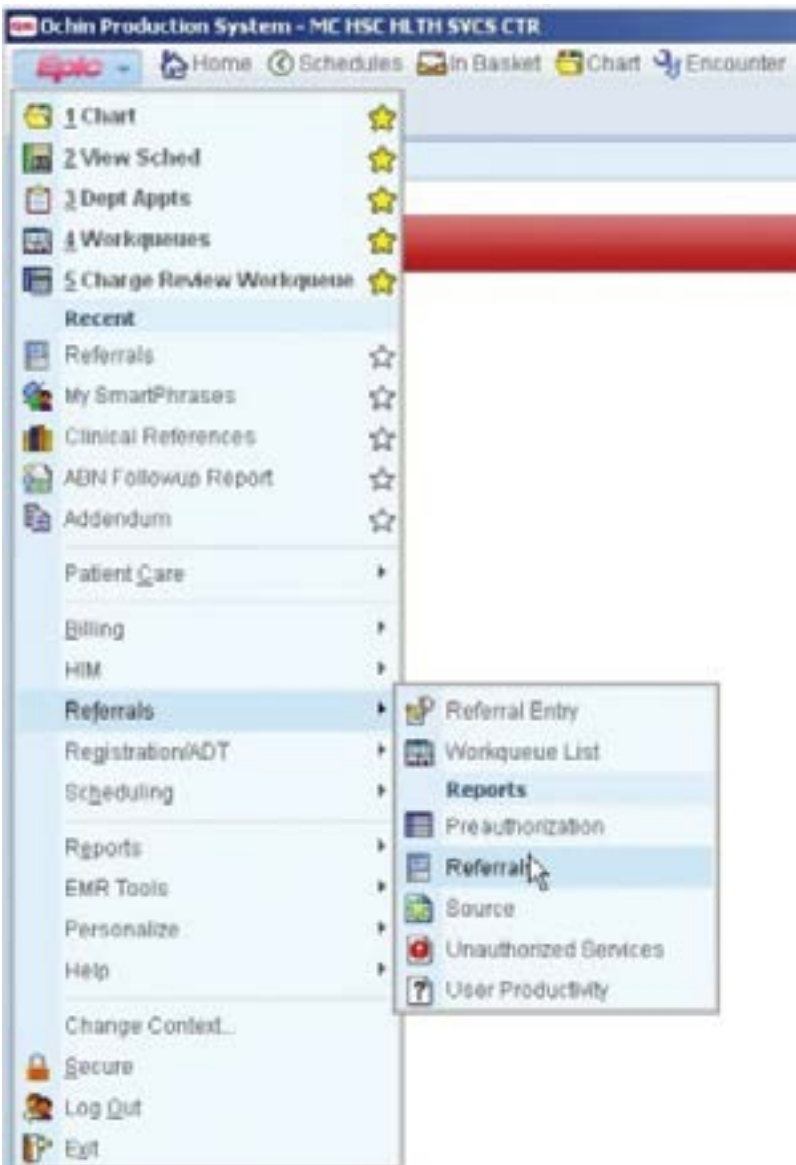 Ochin Production System - MC HSC HLTH SVCS CTR
Epic Home Schedules In Basket Chart Encounter
1 Chart
2 View Sched
3 Dept Appts
4 Workqueues
5 Charge Review Workqueue
Recent
Referrals
My SmartPhrases
Clinical References
ABN Followup Report
Addendum
Patient Care
Billing
HIM
Referrals
Registration/ADT
Scheduling
Reports
EMR Tools
Personalize
Help
Change Context...
Secure
Log Out
Exit
Referral Entry
Workqueue List
Reports
Preauthorization
Referrals
Source
Unauthorized Services
User Productivity